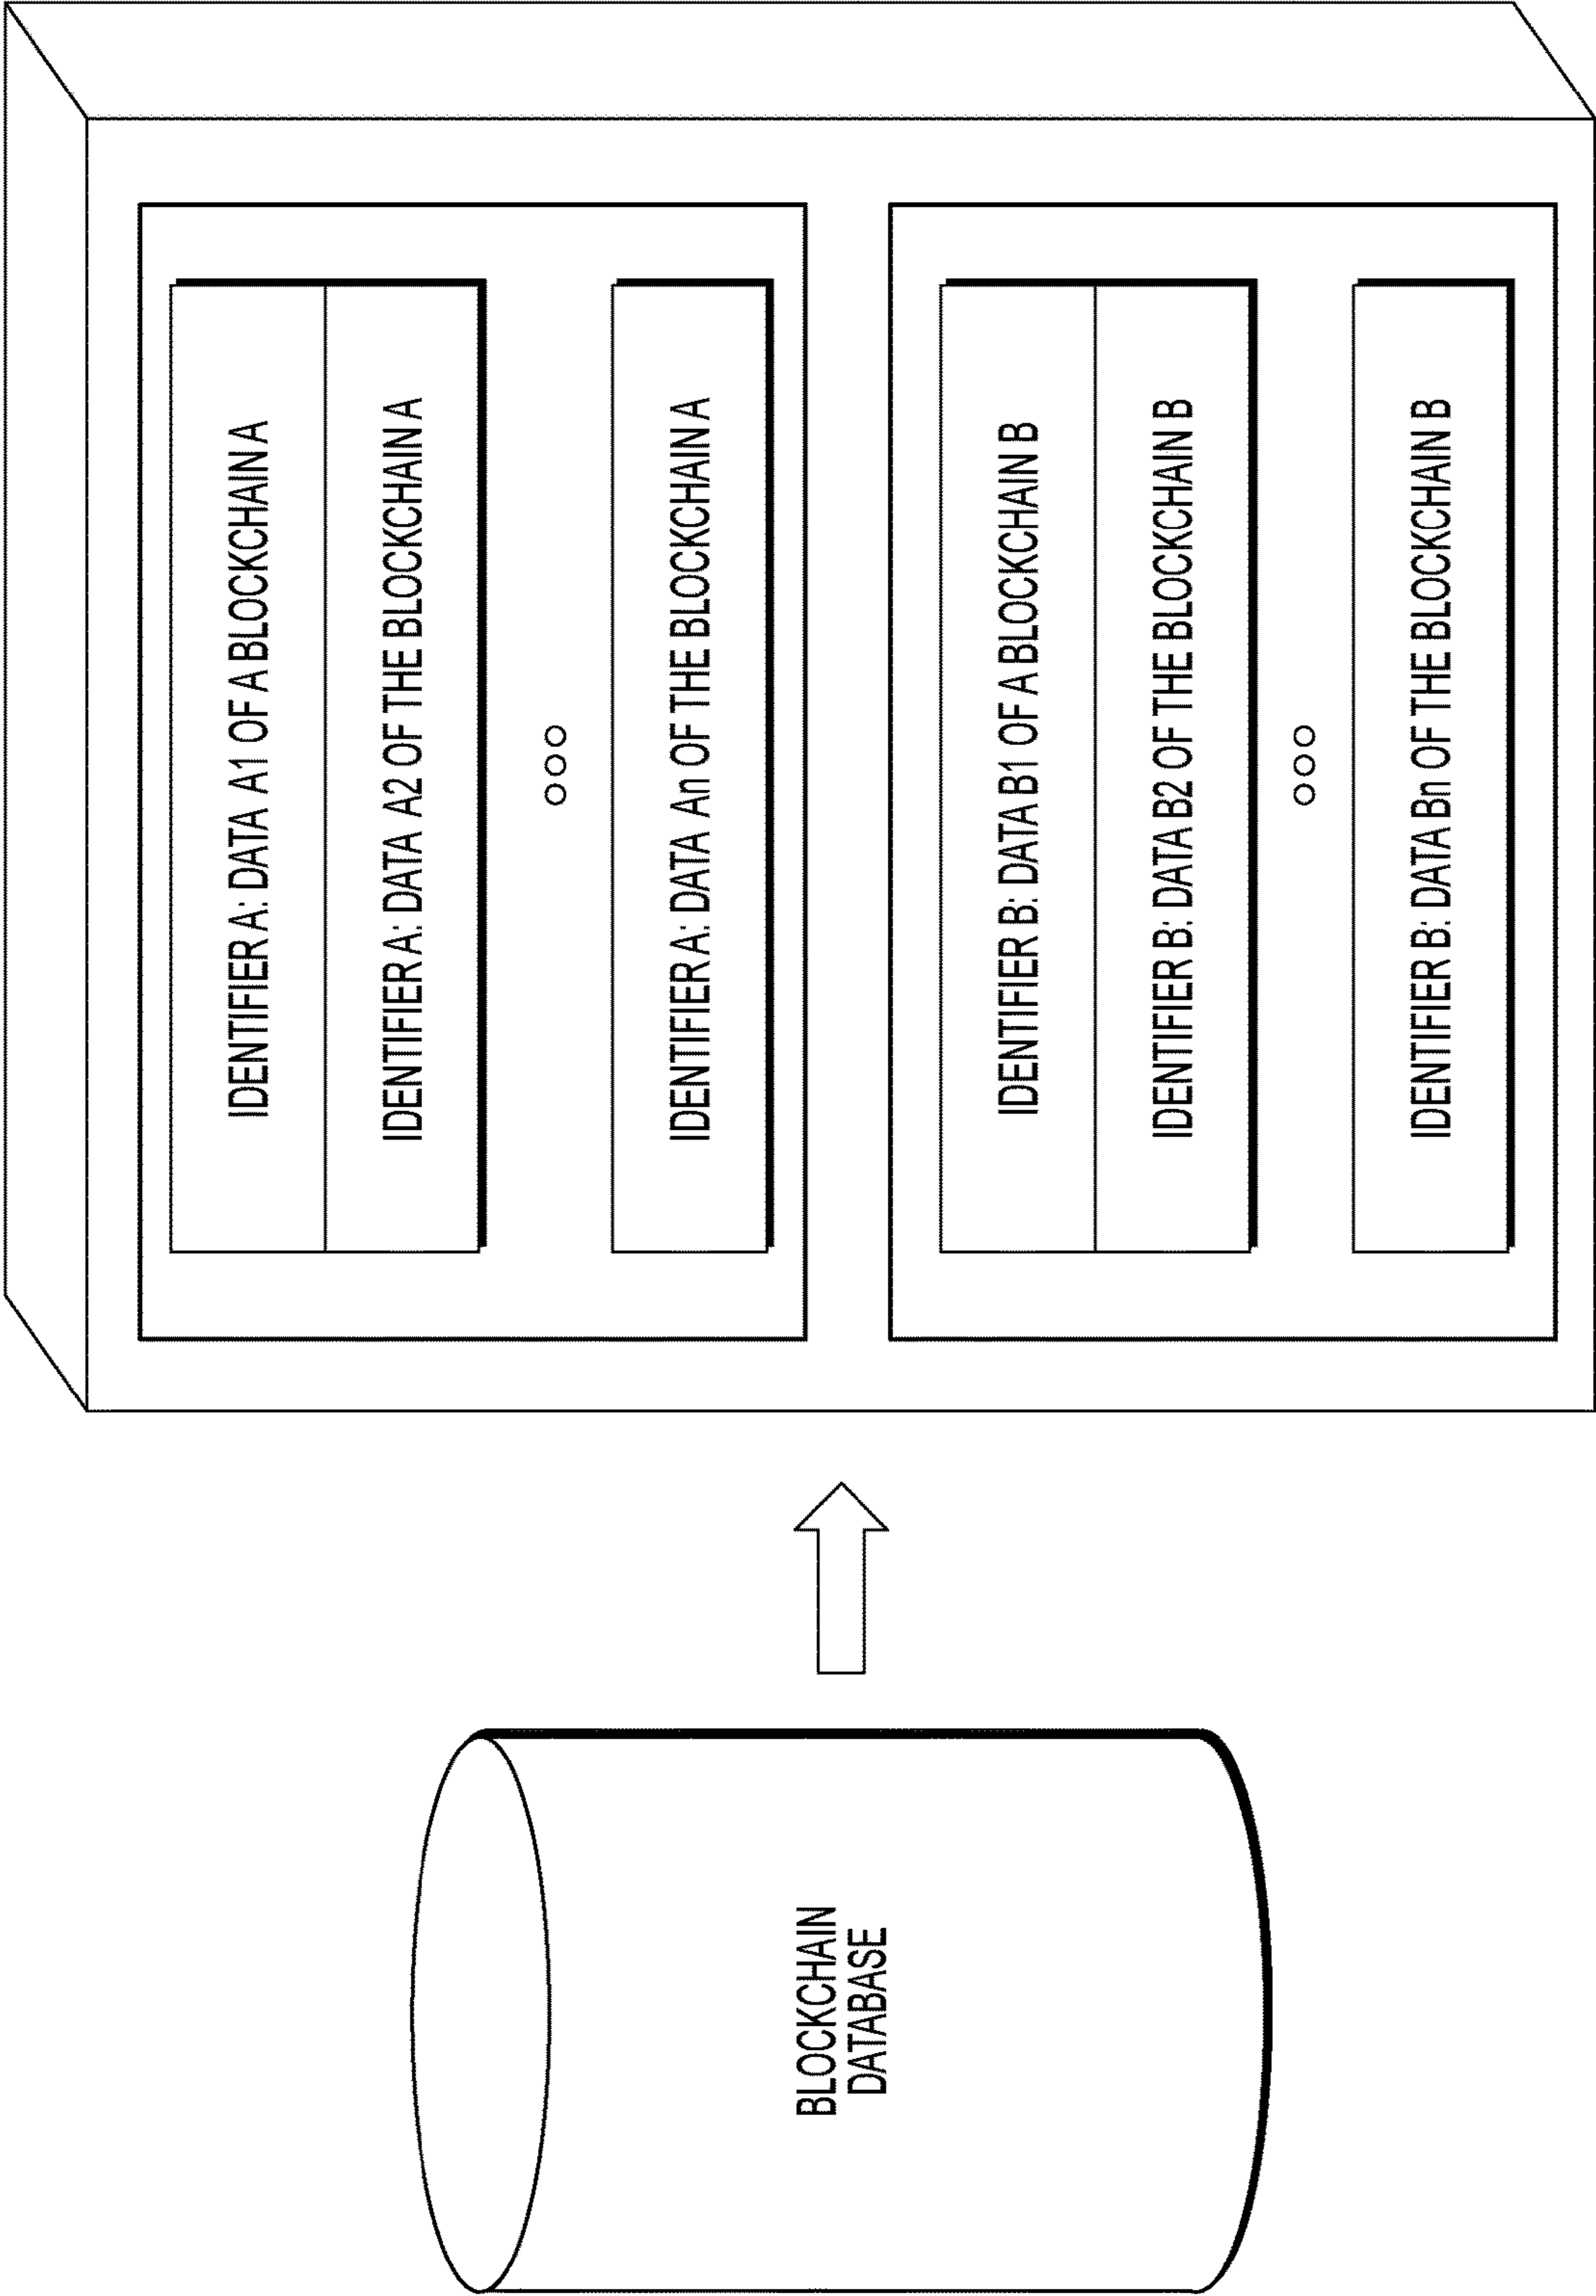 BLOCKCHAIN
DATABASE
IDENTIFIER A: DATA A1 OF A BLOCKCHAIN A
IDENTIFIER A: DATA A2 OF THE BLOCKCHAIN A
IDENTIFIER A: DATA An OF THE BLOCKCHAIN A
IDENTIFIER B: DATA B1 OF A BLOCKCHAIN B
IDENTIFIER B: DATA B2 OF THE BLOCKCHAIN B
IDENTIFIER B: DATA Bn OF THE BLOCKCHAIN B